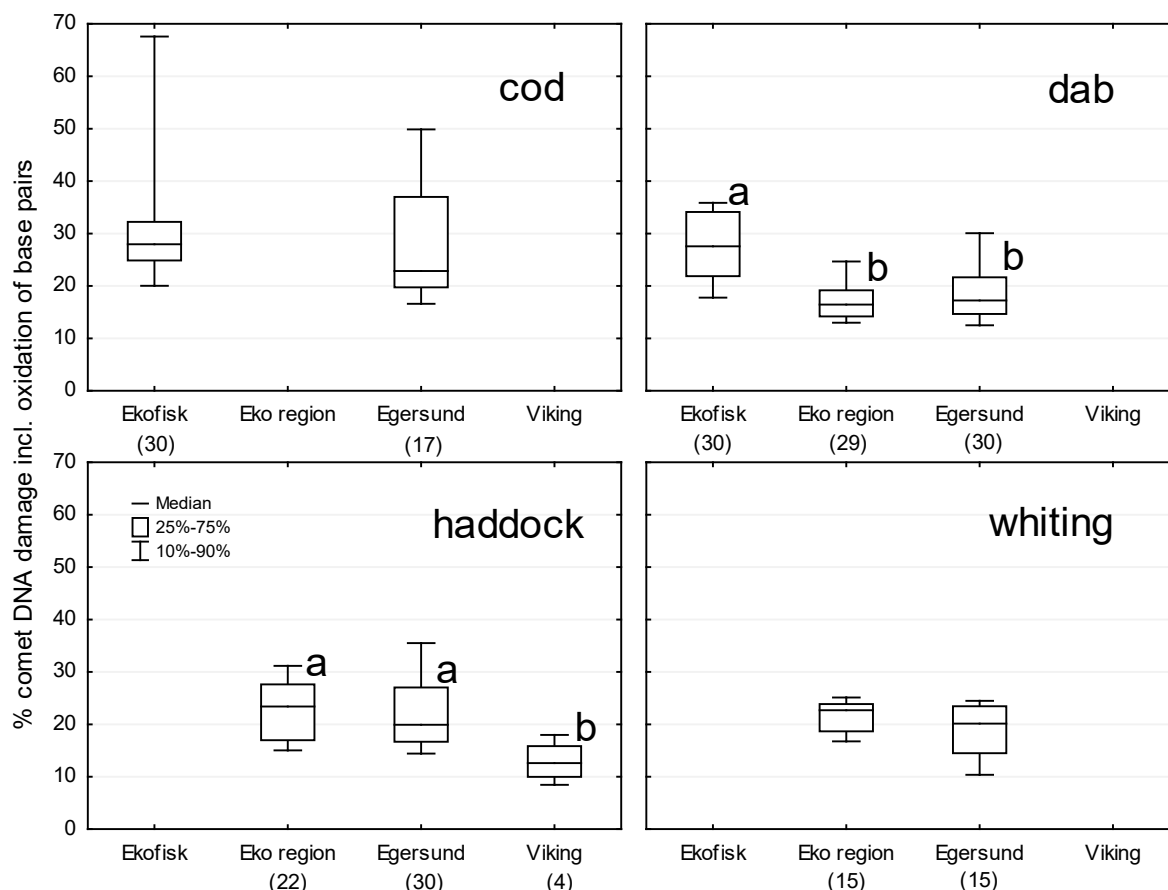 % comet DNA damage incl. oxidation of base pairs
70
60
50
40
30
20
10
0
cod
Ekofisk
(30)
Eko region
Egersund
(17)
Viking
dab
a
b
b
Ekofisk
(30)
Eko region
(29)
Egersund
(30)
Viking
70
60
50
40
30
20
10
0
Median
25%-75%
10%-90%
haddock
a
a
b
Ekofisk
Eko region
(22)
Egersund
(30)
Viking
(4)
whiting
Ekofisk
Eko region
(15)
Egersund
(15)
Viking